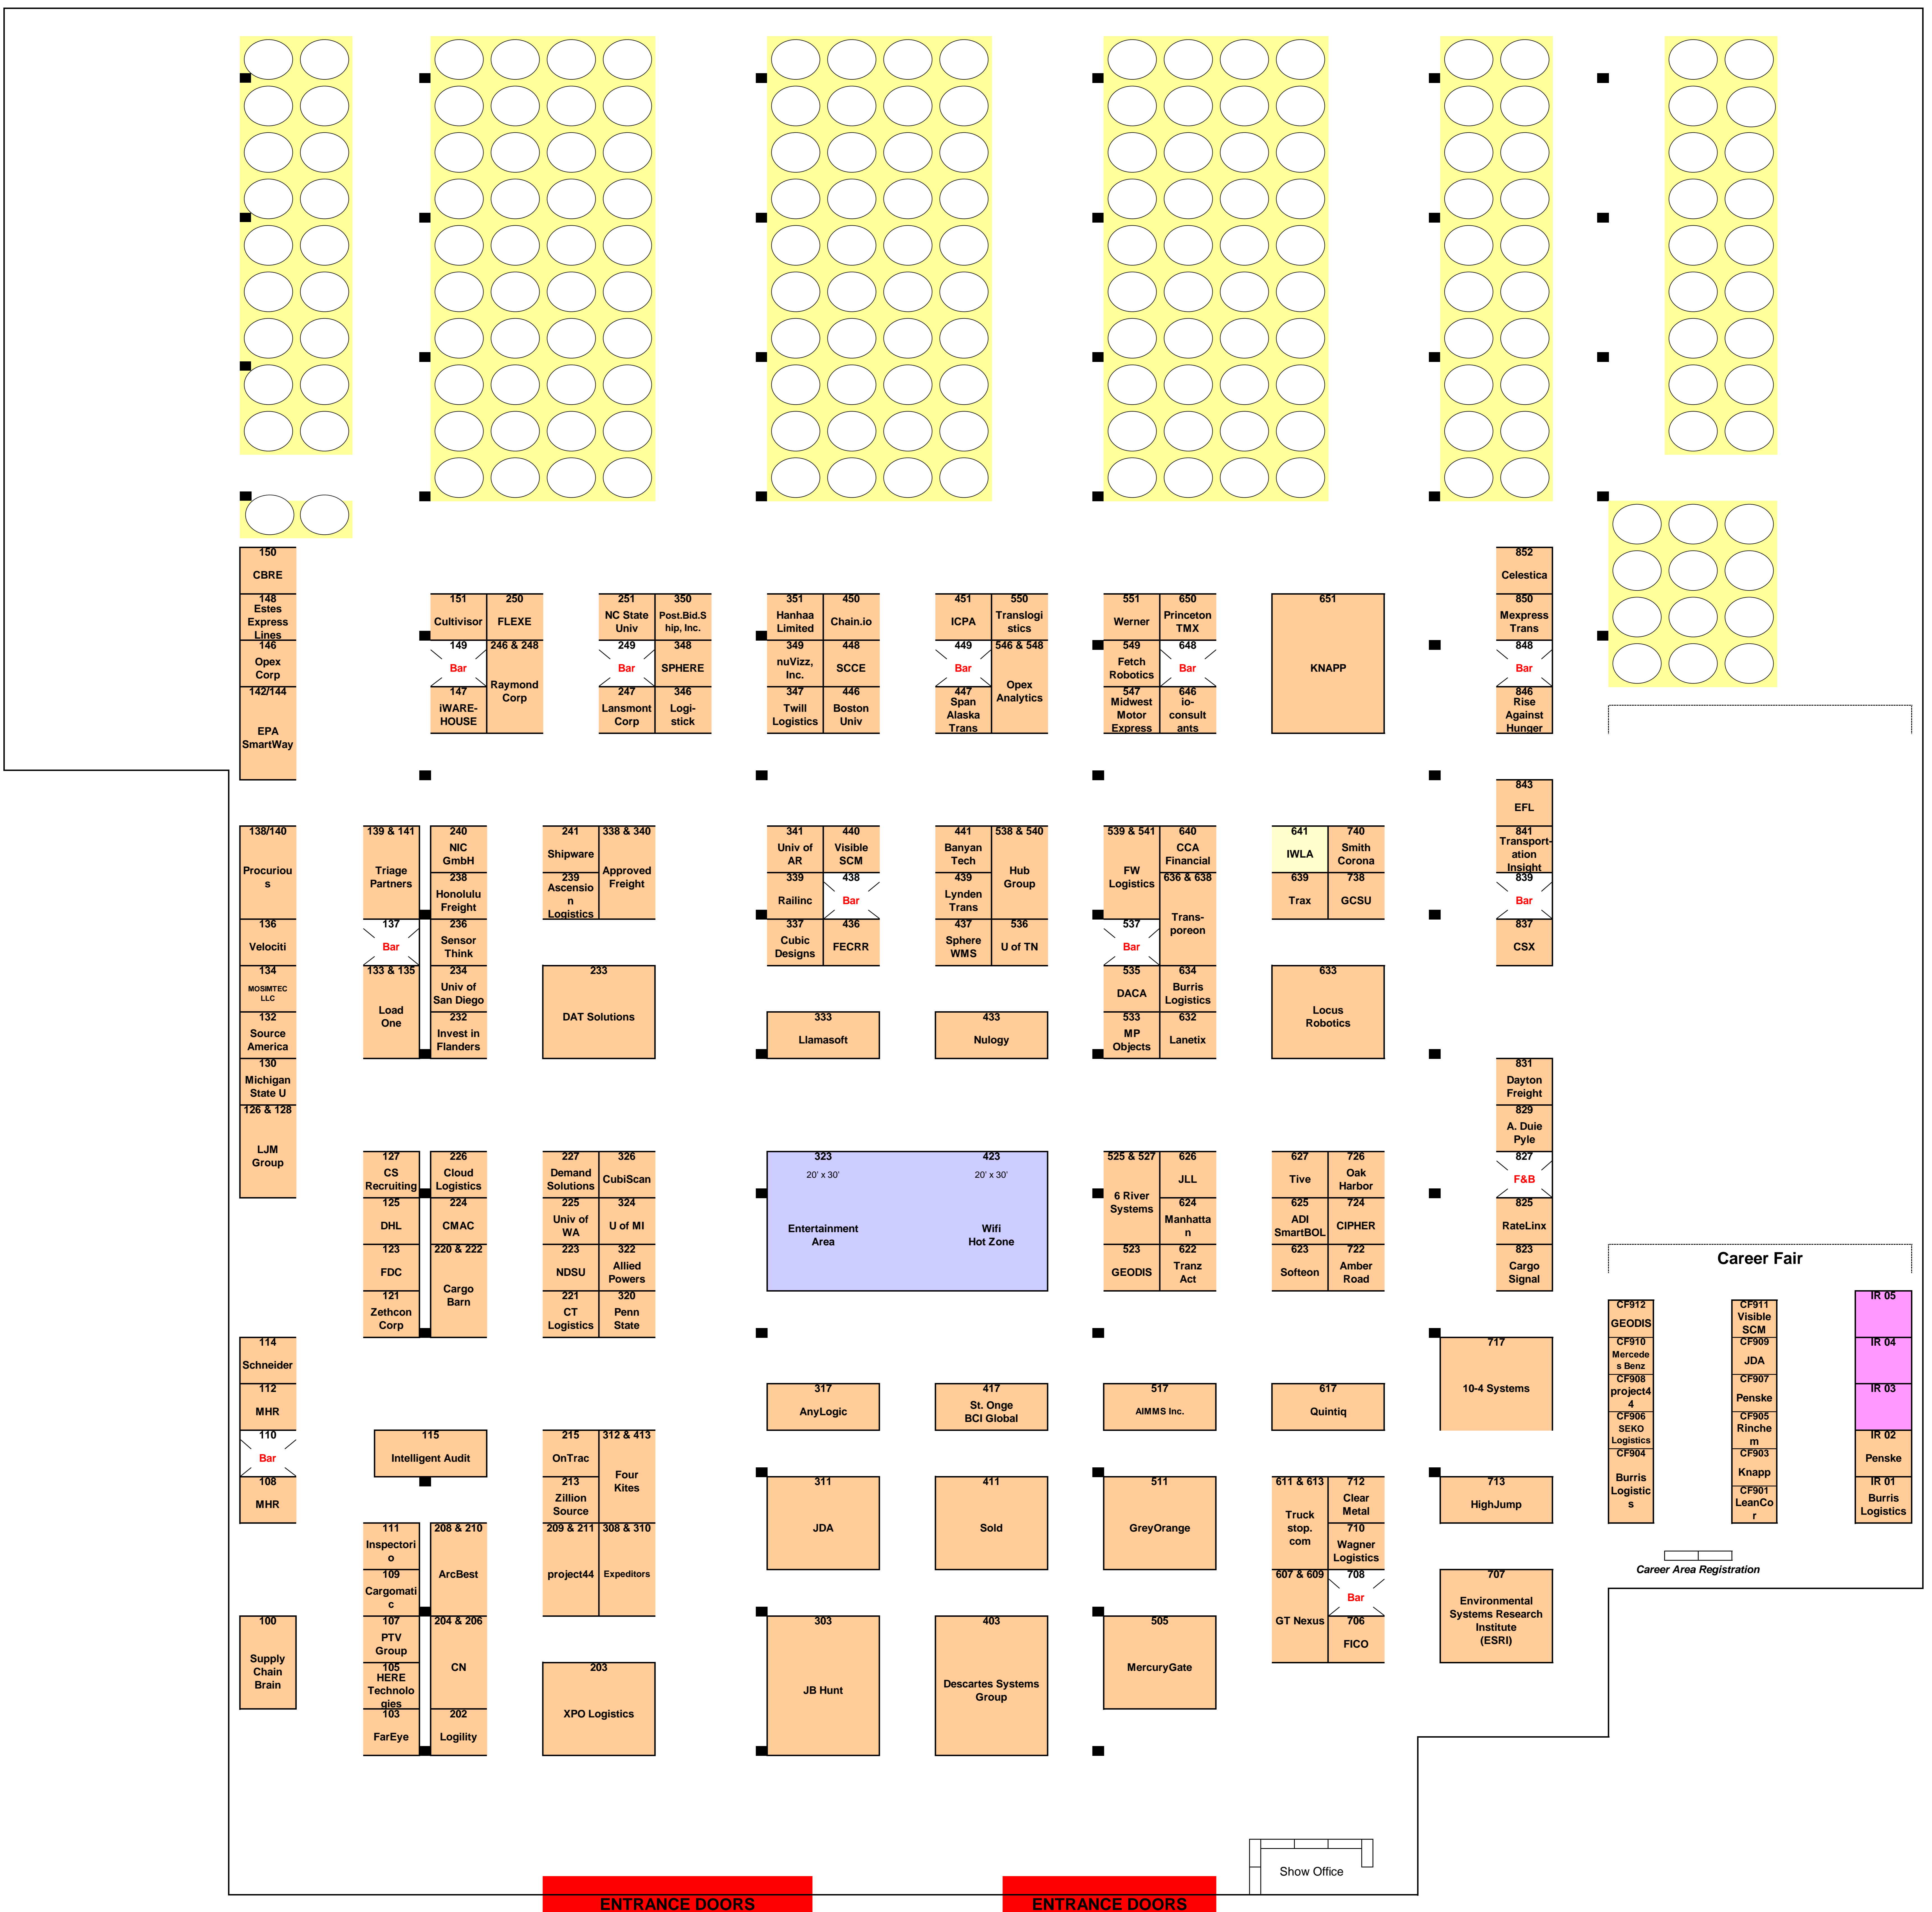 150
CBRE
148
Estes
Express
Lines
146
Opex
Corp
142/144
EPA
SmartWay
151
Cultivisor
250
FLEXE
149
Bar
246 & 248
Raymond
Corp
147
iWARE-
HOUSE
251
NC State
Univ
350
Post.Bid.S
hip, Inc.
249
Bar
348
SPHERE
247
Lansmont
Corp
346
Logi-
stick
351
Hanhaa
Limited
450
Chain.io
349
nuVizz,
Inc.
448
SCCE
347
Twill
Logistics
446
Boston
Univ
451
ICPA
550
Translogi
stics
449
Bar
546 & 548
Opex
Analytics
447
Span
Alaska
Trans
551
Werner
650
Princeton
TMX
549
Fetch
Robotics
648
Bar
547
Midwest
Motor
Express
646
io-
consult
ants
651
KNAPP
852
Celestica
850
Mexpress
Trans
848
Bar
846
Rise
Against
Hunger
138/140
Procuriou
s
136
Velociti
134
MOSIMTEC
LLC
132
Source
America
130
Michigan
State U
126 & 128
LJM
Group
139 & 141
Triage
Partners
137
Bar
133 & 135
Load
One
240
NIC
GmbH
238
Honolulu
Freight
236
Sensor
Think
234
Univ of
San Diego
232
Invest in
Flanders
241
Shipware
239
Ascensio
n
Logistics
338 & 340
Approved
Freight
233
DAT Solutions
341
Univ of
AR
440
Visible
SCM
339
Railinc
438
Bar
337
Cubic
Designs
436
FECRR
333
Llamasoft
441
Banyan
Tech
538 & 540
Hub
Group
439
Lynden
Trans
437
Sphere
WMS
536
U of TN
433
Nulogy
539 & 541
FW
Logistics
640
CCA
Financial
636 & 638
Trans-
poreon
537
Bar
535
DACA
634
Burris
Logistics
533
MP
Objects
632
Lanetix
641
IWLA
740
Smith
Corona
639
Trax
738
GCSU
633
Locus
Robotics
843
EFL
841
Transport-
ation
Insight
839
Bar
837
CSX
831
Dayton
Freight
829
A. Duie
Pyle
827
F&B
825
RateLinx
823
Cargo
Signal
127
CS
Recruiting
226
Cloud
Logistics
125
DHL
224
CMAC
123
FDC
220 & 222
Cargo
Barn
121
Zethcon
Corp
227
Demand
Solutions
326
CubiScan
225
Univ of
WA
324
U of MI
223
NDSU
322
Allied
Powers
221
CT
Logistics
320
Penn
State
323
20' x 30'
Entertainment
Area
423
20' x 30'
Wifi
Hot Zone
525 & 527
6 River
Systems
626
JLL
624
Manhatta
n
523
GEODIS
622
Tranz
Act
627
Tive
726
Oak
Harbor
625
ADI
SmartBOL
724
CIPHER
623
Softeon
722
Amber
Road
114
Schneider
112
MHR
110
Bar
108
MHR
100
Supply
Chain
Brain
115
Intelligent Audit
111
Inspectori
o
208 & 210
ArcBest
109
Cargomati
c
107
PTV
Group
204 & 206
CN
105
HERE
Technolo
gies
103
FarEye
202
Logility
215
OnTrac
312 & 413
Four
Kites
213
Zillion
Source
209 & 211
project44
308 & 310
Expeditors
203
XPO Logistics
317
AnyLogic
417
St. Onge
BCI Global
517
AIMMS Inc.
617
Quintiq
717
10-4 Systems
311
JDA
411
Sold
511
GreyOrange
611 & 613
Truck
stop.
com
712
Clear
Metal
710
Wagner
Logistics
607 & 609
GT Nexus
708
Bar
706
FICO
713
HighJump
707
Environmental
Systems Research
Institute
(ESRI)
303
JB Hunt
403
Descartes Systems
Group
505
MercuryGate
Career Fair
CF912
GEODIS
CF910
Mercede
s Benz
CF908
project4
4
CF906
SEKO
Logistics
CF904
Burris
Logistic
s
CF911
Visible
SCM
CF909
JDA
CF907
Penske
CF905
Rinche
m
CF903
Knapp
CF901
LeanCo
r
IR 05
IR 04
IR 03
IR 02
Penske
IR 01
Burris
Logistics
Career Area Registration
Show Office
ENTRANCE DOORS
ENTRANCE DOORS